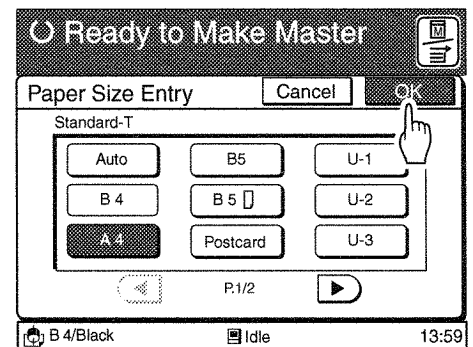 Ready to Make Master
M
Paper Size Entry Cancel OK
Standard-T
Auto B5 U-1
B 4 B 5 U-2
A 4 Postcard U-3
P.1/2
B 4/Black Idle 13:59